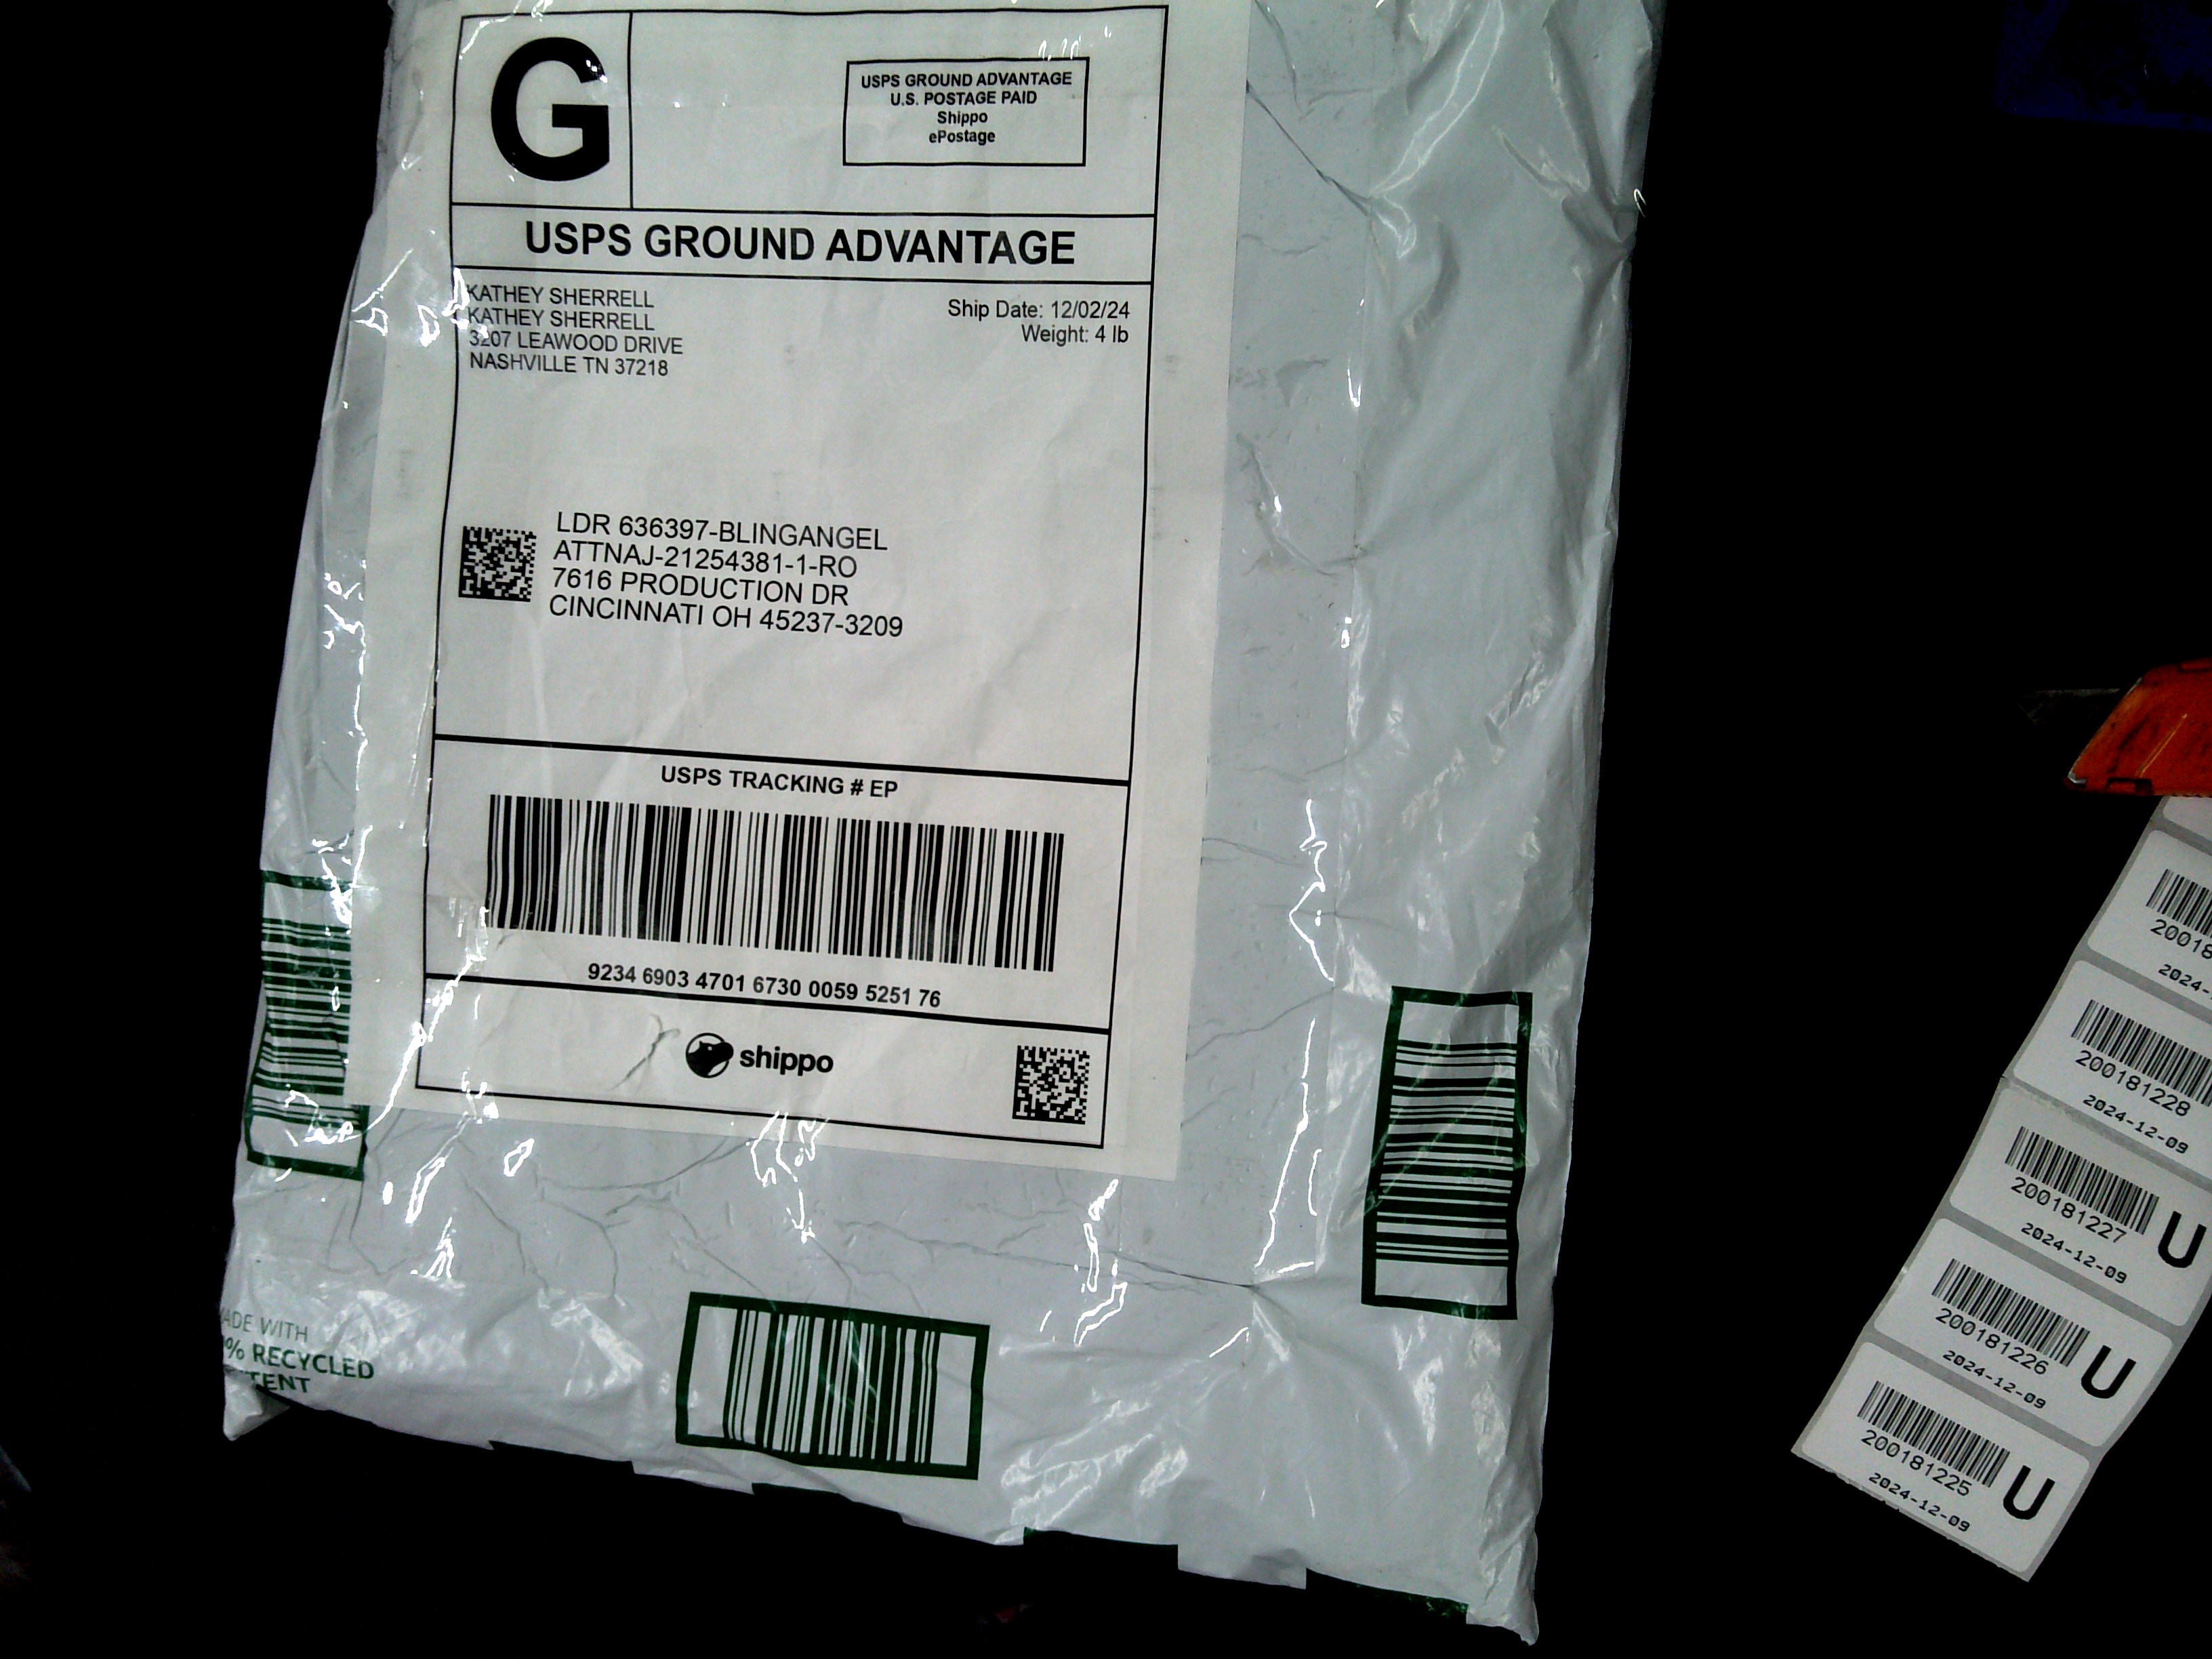 G
USPS GROUND ADVANTAGE
U.S. POSTAGE PAID
Shippo
ePostage
USPS GROUND ADVANTAGE
KATHEY SHERRELL
KATHEY SHERRELL
3207 LEAWOOD DRIVE
NASHVILLE TN 37218
Ship Date: 12/02/24
Weight: 4 lb
LDR 636397-BLINGANGEL
ATTNAJ-21254381-1-RO
7616 PRODUCTION DR
CINCINNATI OH 45237-3209
USPS TRACKING # EP
9234 6903 4701 6730 0059 5251 76
shippo
WITH
% RECYCLED
200181228
2024-12-09
200181227
2024-12-09
U
200181226
2024-12-09
U
200181225
2024-12-09
U